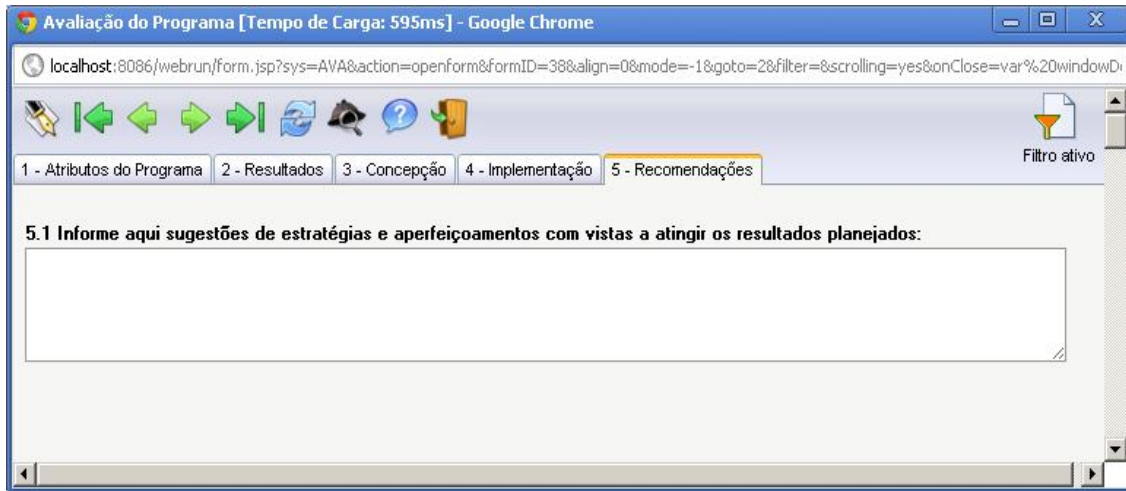 Avaliação do Programa [Tempo de Carga: 595ms] - Google Chrome
localhost:8086/webrun/form.jsp?sys=AVA&action=openform&formID=38&align=0&mode=-1&goto=2&filter=&scrolling=yes&onClose=var%20windowD
Filtro ativo
1 - Atributos do Programa 2 - Resultados 3 - Concepção 4 - Implementação 5 - Recomendações
5.1 Informe aqui sugestões de estratégias e aperfeiçoamentos com vistas a atingir os resultados planejados: